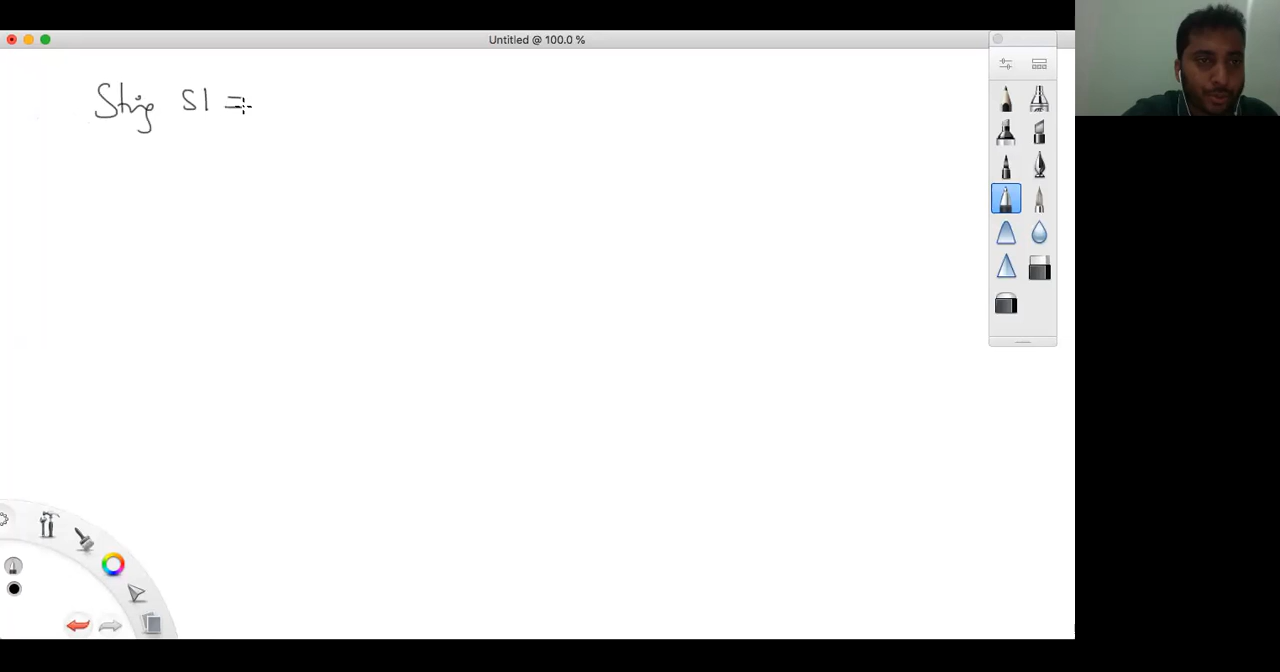 Untitled @ 100.0 %
String S1 =